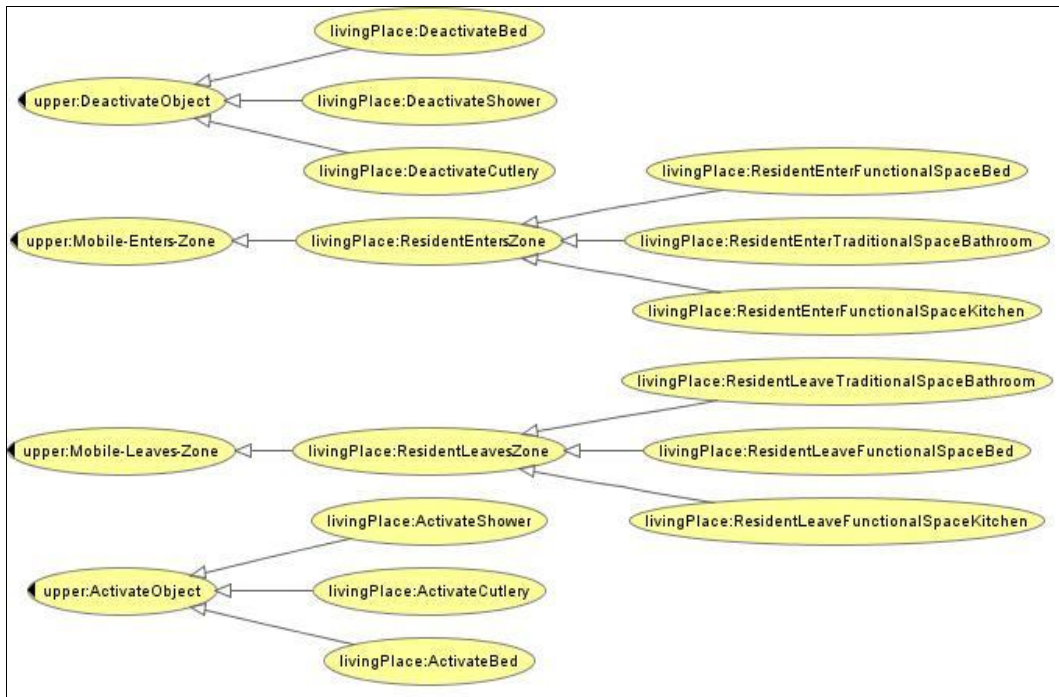 livingPlace:DeactivateBed
upper:DeactivateObject
livingPlace:DeactivateShower
livingPlace:DeactivateCutlery
livingPlace:ResidentEnterFunctionalSpaceBed
upper:Mobile-Enters-Zone
livingPlace:ResidentEntersZone
livingPlace:ResidentEnterTraditionalSpaceBathroom
livingPlace:ResidentEnterFunctionalSpaceKitchen
livingPlace:ResidentLeaveTraditionalSpaceBathroom
upper:Mobile-Leaves-Zone
livingPlace:ResidentLeavesZone
livingPlace:ResidentLeaveFunctionalSpaceBed
livingPlace:ResidentLeaveFunctionalSpaceKitchen
livingPlace:ActivateShower
upper:ActivateObject
livingPlace:ActivateCutlery
livingPlace:ActivateBed